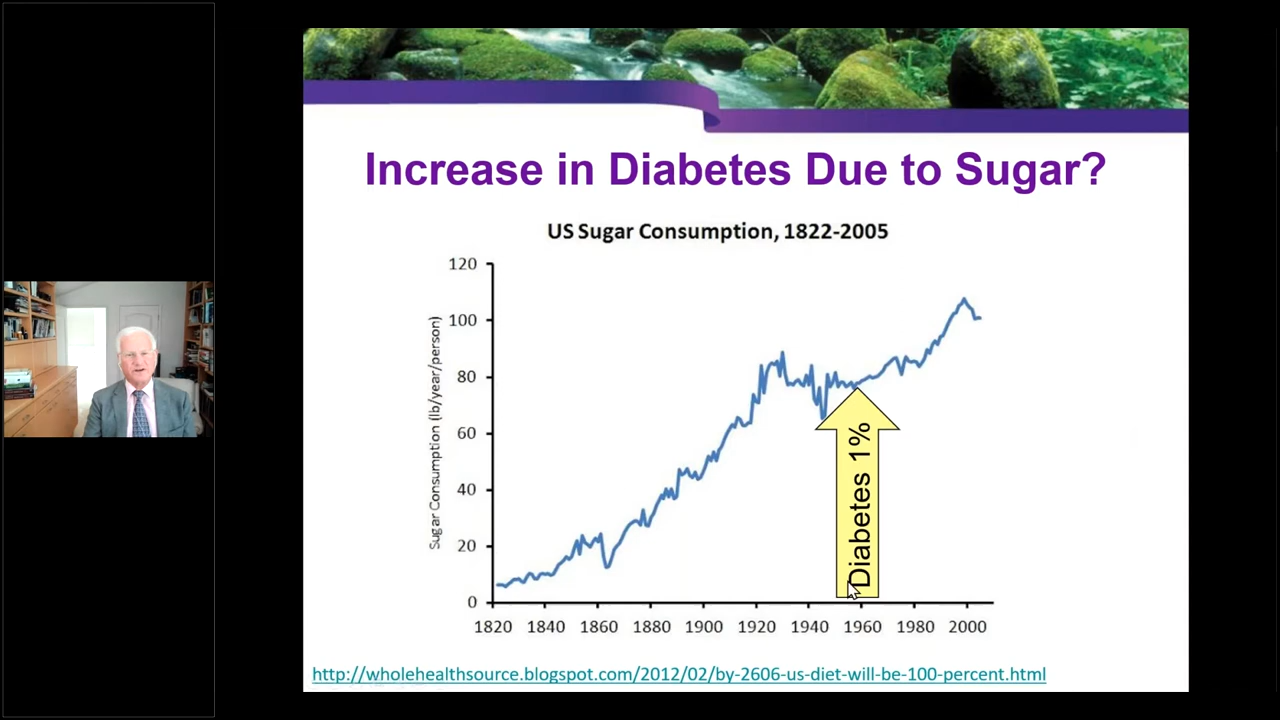 Increase in Diabetes Due to Sugar?
US Sugar Consumption, 1822-2005
Sugar Consumption (lb/year/person)
120
100
80
60
40
20
0
Diabetes 1%
1820 1840 1860 1880 1900 1920 1940 1960 1980 2000
http://wholehealthsource.blogspot.com/2012/02/by-2606-us-diet-will-be-100-percent.html